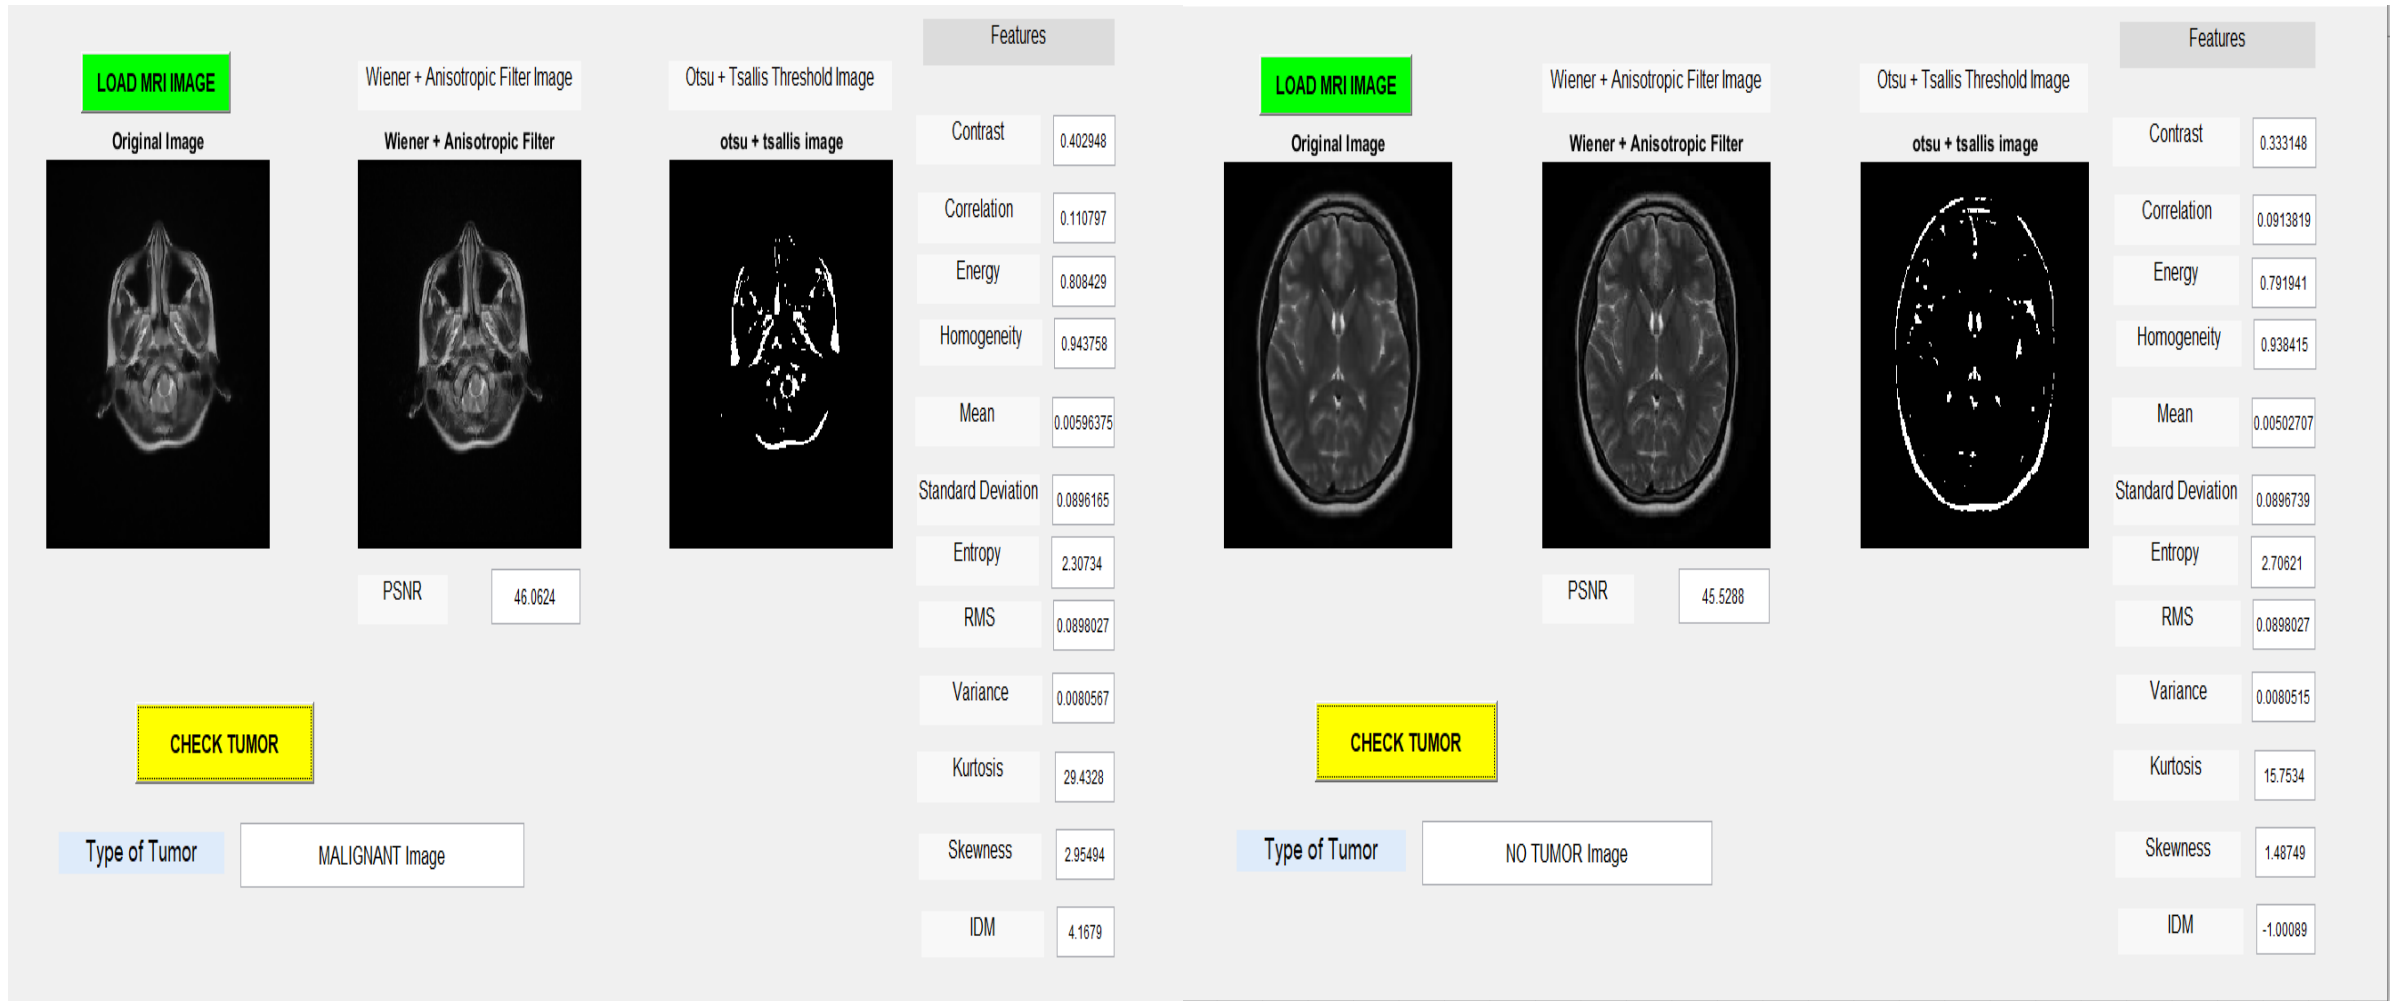 Features
LOAD MRI IMAGE
Wiener + Anisotropic Filter Image
Otsu + Tsallis Threshold Image
Original Image
Wiener + Anisotropic Filter
otsu + tsallis image
Contrast
0.402948
Correlation
0.110797
Energy
0.808429
Homogeneity
0.943758
Mean
0.00596375
Standard Deviation
0.0896165
Entropy
2.30734
PSNR
46.0624
RMS
0.0898027
Variance
0.0080567
CHECK TUMOR
Kurtosis
29.4328
Type of Tumor
MALIGNANT Image
Skewness
2.95494
IDM
4.1679
Features
LOAD MRI IMAGE
Wiener + Anisotropic Filter Image
Otsu + Tsallis Threshold Image
Original Image
Wiener + Anisotropic Filter
otsu + tsallis image
Contrast
0.333148
Correlation
0.0913819
Energy
0.791941
Homogeneity
0.938415
Mean
0.00502707
Standard Deviation
0.0896739
Entropy
2.70621
PSNR
45.5288
RMS
0.0898027
Variance
0.0080515
CHECK TUMOR
Kurtosis
15.7534
Type of Tumor
NO TUMOR Image
Skewness
1.48749
IDM
-1.00089